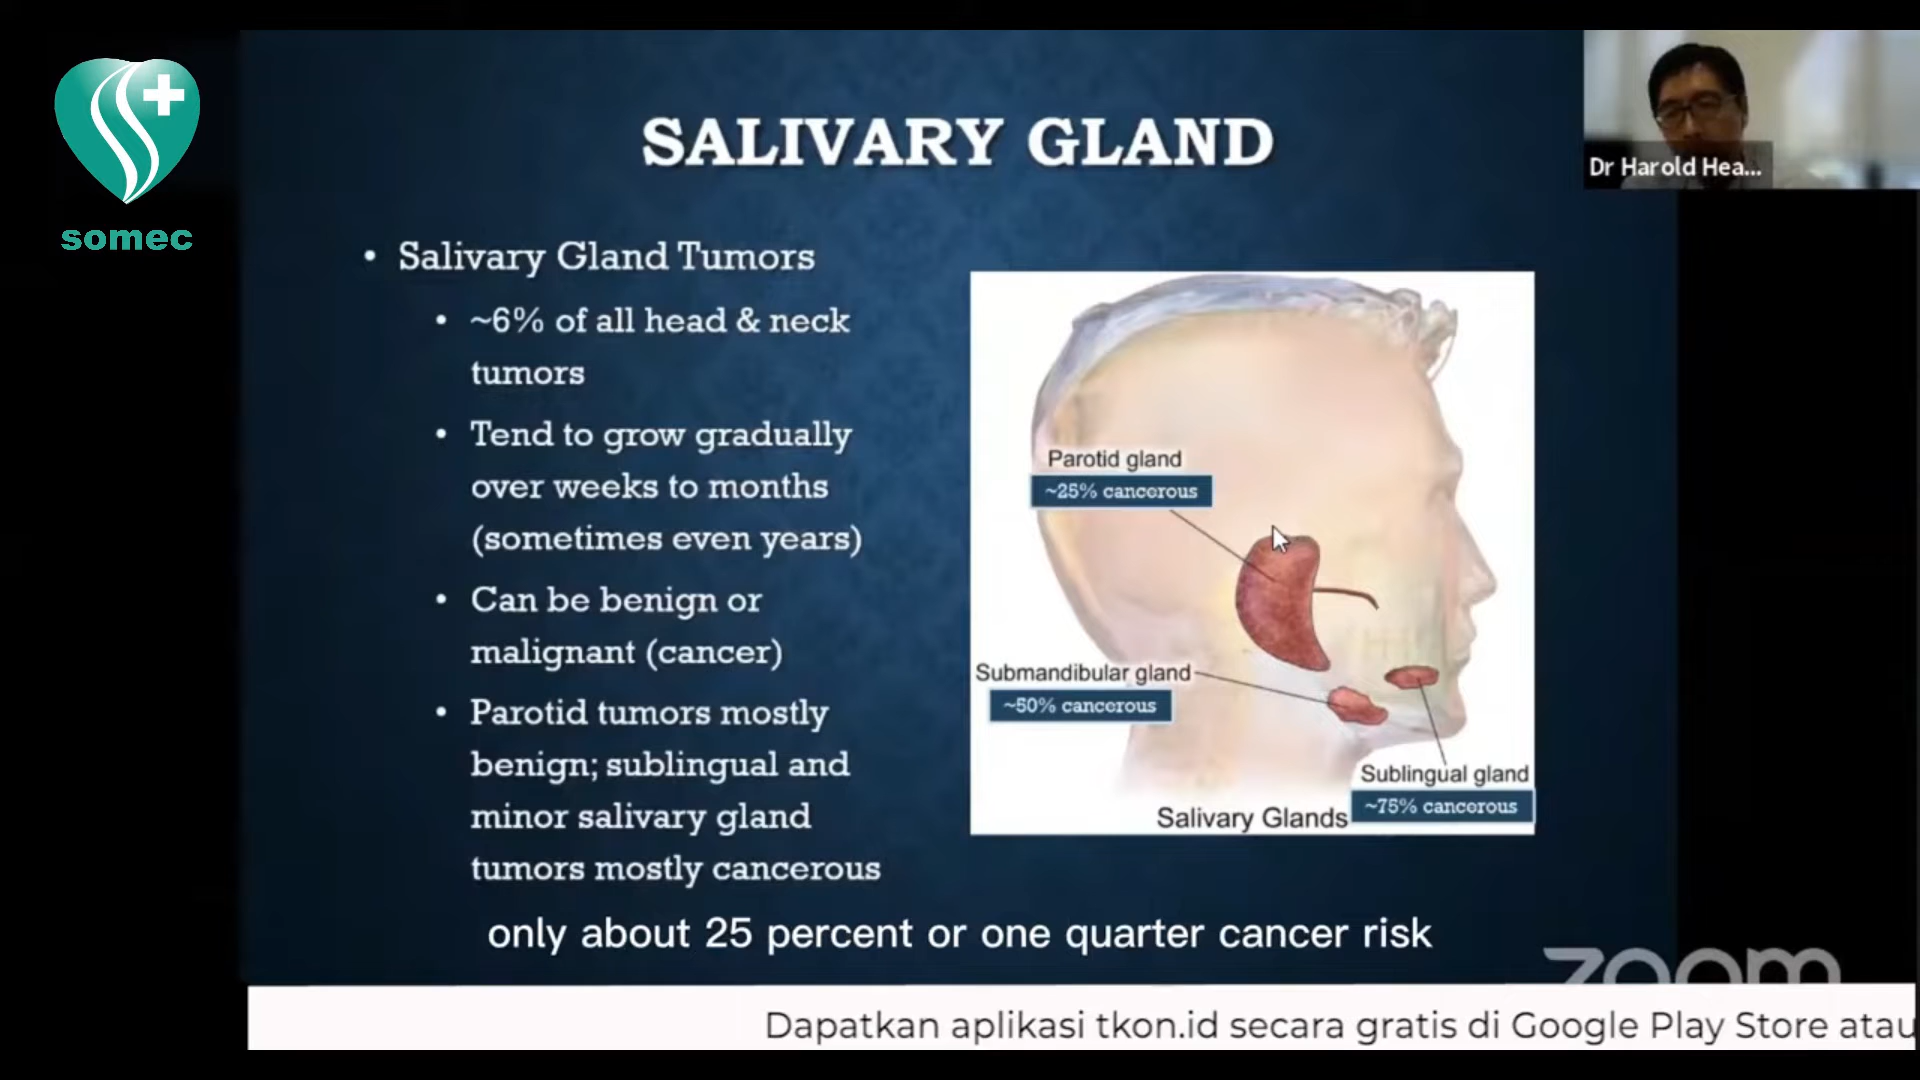 somec
SALIVARY GLAND
Dr Harold Hea...
• Salivary Gland Tumors
• ~6% of all head & neck
tumors
• Tend to grow gradually
over weeks to months
(sometimes even years)
• Can be benign or
malignant (cancer)
• Parotid tumors mostly
benign; sublingual and
minor salivary gland
tumors mostly cancerous
Parotid gland
~25% cancerous
Submandibular gland
~50% cancerous
Sublingual gland
~75% cancerous
Salivary Glands
only about 25 percent or one quarter cancer risk
zoom
Dapatkan aplikasi tkon.id secara gratis di Google Play Store atau